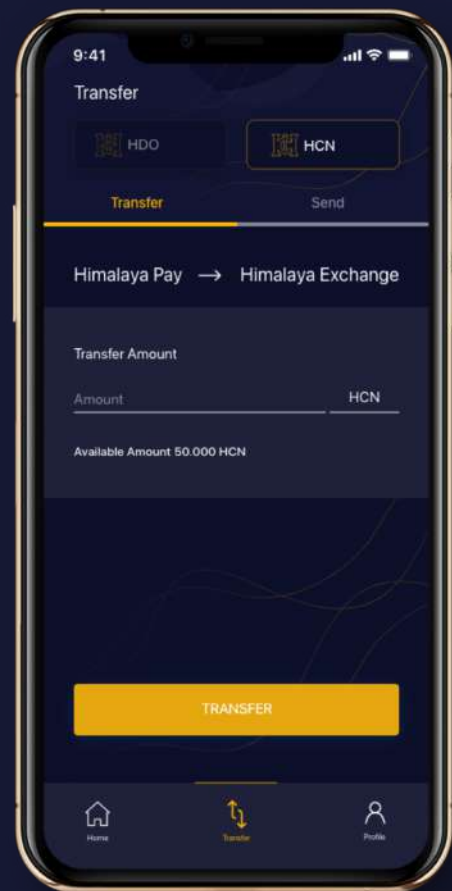 9:41
Transfer
HDO
HCN
Transfer
Send
Himalaya Pay → Himalaya Exchange
Transfer Amount
Amount
HCN
Available Amount 50.000 HCN
TRANSFER
Home
Transfer
Profile